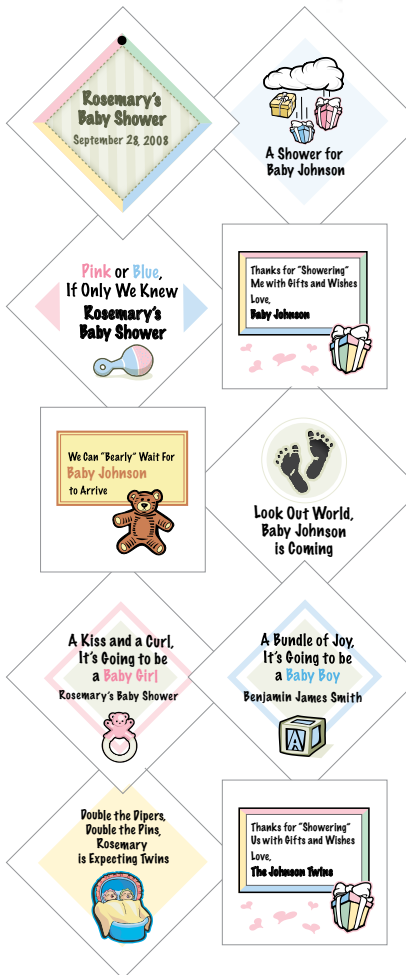 Rosemary's
Baby Shower
September 28, 2008
A Shower for
Baby Johnson
Pink or Blue,
If Only We Knew
Rosemary's
Baby Shower
Thanks for "Showering"
Me with Gifts and Wishes
Love,
Baby Johnson
We Can "Bearly" Wait For
Baby Johnson
to Arrive
Look Out World,
Baby Johnson
is Coming
A Kiss and a Curl,
It's Going to be
a Baby Girl
Rosemary's Baby Shower
A Bundle of Joy,
It's Going to be
a Baby Boy
Benjamin James Smith
A
Double the Dipers,
Double the Pins,
Rosemary
is Expecting Twins
Thanks for "Showering"
Us with Gifts and Wishes
Love,
The Johnson Twins